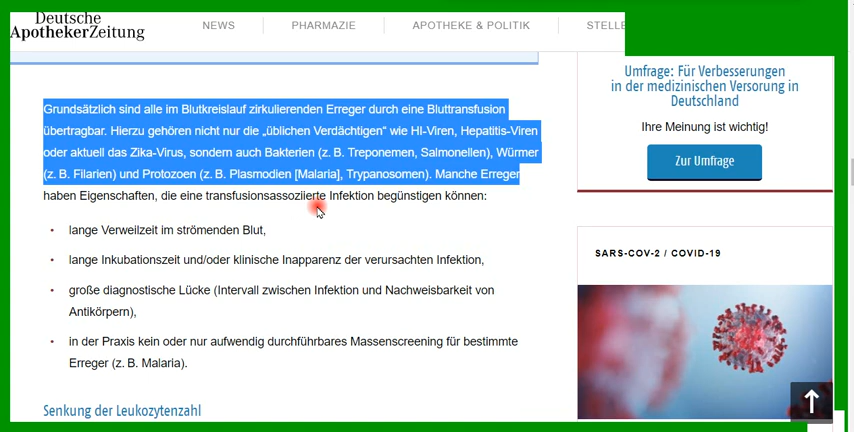 Deutsche
ApothekerZeitung
NEWS
PHARMAZIE
APOTHEKE & POLITIK
STELLE
Grundsätzlich sind alle im Blutkreislauf zirkulierenden Erreger durch eine Bluttransfusion
übertragbar. Hierzu gehören nicht nur die „üblichen Verdächtigen“ wie HI-Viren, Hepatitis-Viren
oder aktuell das Zika-Virus, sondern auch Bakterien (z. B. Treponemen, Salmonellen), Würmer
(z. B. Filarien) und Protozoen (z. B. Plasmodien [Malaria], Trypanosomen). Manche Erreger
haben Eigenschaften, die eine transfusionsassoziierte Infektion begünstigen können:
• lange Verweilzeit im strömenden Blut,
• lange Inkubationszeit und/oder klinische Inapparenz der verursachten Infektion,
• große diagnostische Lücke (Intervall zwischen Infektion und Nachweisbarkeit von
Antikörpern),
• in der Praxis kein oder nur aufwendig durchführbares Massenscreening für bestimmte
Erreger (z. B. Malaria).
Senkung der Leukozytenzahl
Umfrage: Für Verbesserungen
in der medizinischen Versorung in
Deutschland
Ihre Meinung ist wichtig!
Zur Umfrage
SARS-COV-2 / COVID-19